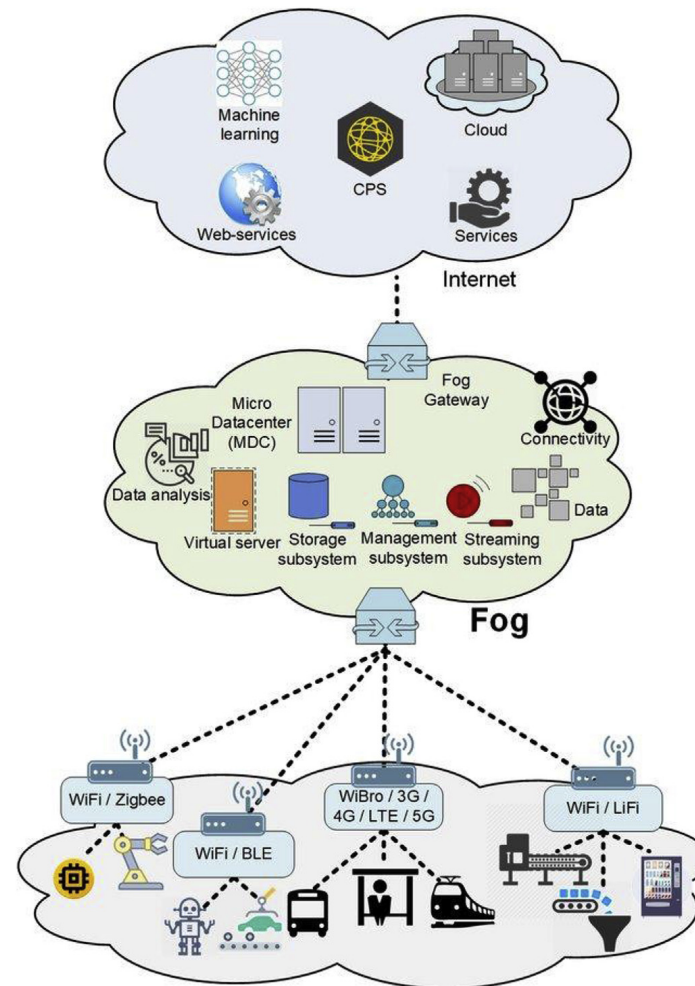 Machine
learning
Cloud
CPS
Web-services
Services
Internet
Fog
Gateway
Micro
Datacenter
(MDC)
Connectivity
Data analysis
Virtual server
Storage
subsystem
Management
subsystem
Streaming
subsystem
Data
Fog
WiFi / Zigbee
WiBro / 3G /
4G / LTE / 5G
WiFi / LiFi
WiFi / BLE